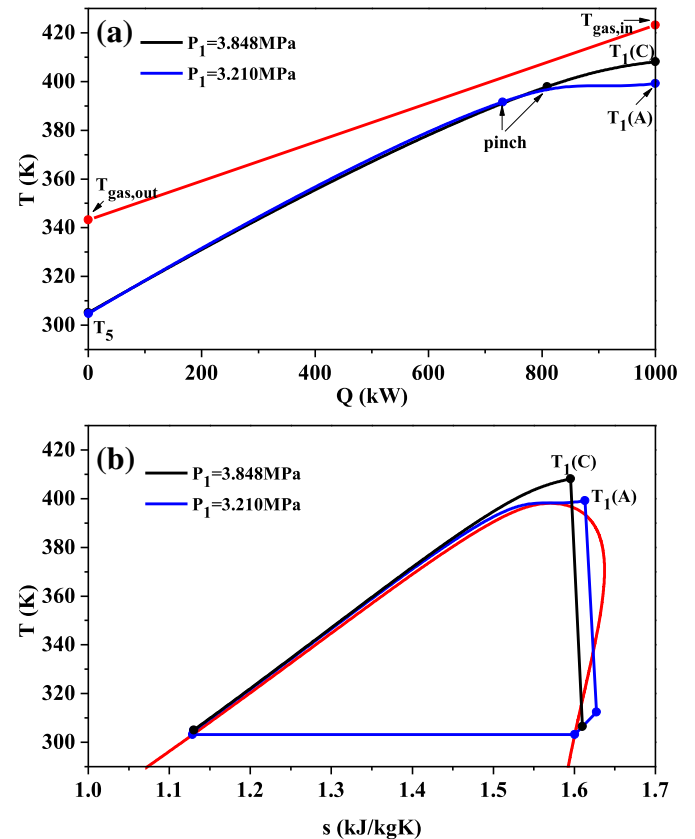 (a)
P1=3.848MPa
P1=3.210MPa
Tgas,in
T1(C)
T1(A)
pinch
Tgas,out
T5
T (K)
420
400
380
360
340
320
300
0 200 400 600 800 1000
Q (kW)
(b)
P1=3.848MPa
P1=3.210MPa
T1(C)
T1(A)
T (K)
420
400
380
360
340
320
300
1.0 1.1 1.2 1.3 1.4 1.5 1.6 1.7
s (kJ/kgK)